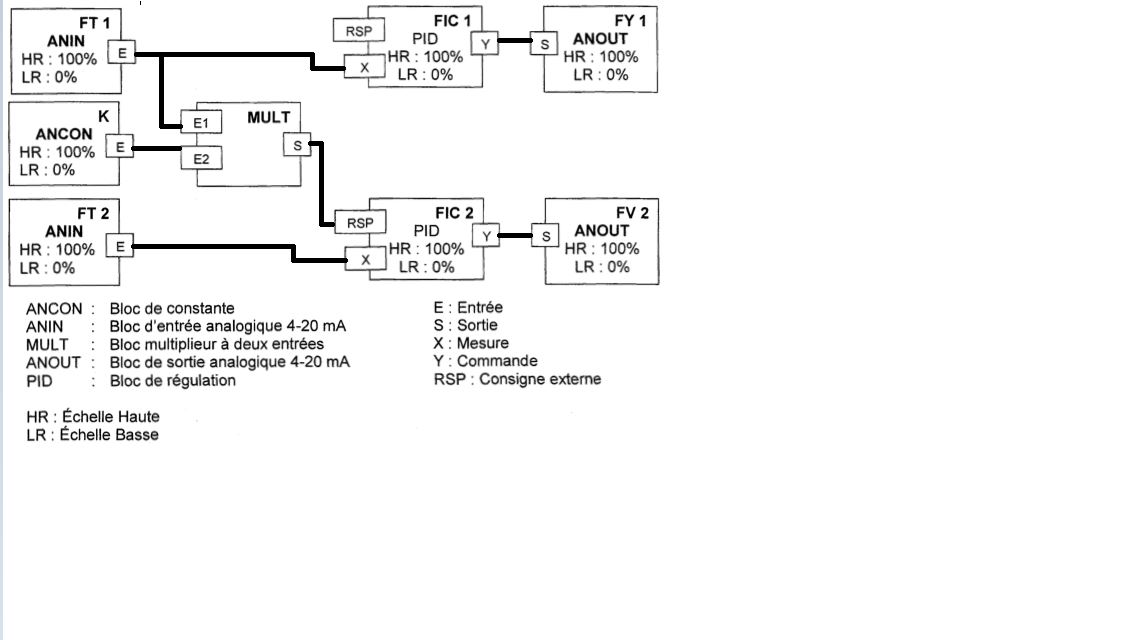 FT 1
ANIN
HR : 100%
LR : 0%
E
RSP
X
FIC 1
PID
HR : 100%
LR : 0%
Y
S
FY 1
ANOUT
HR : 100%
LR : 0%
K
ANCON
HR : 100%
LR : 0%
E
E1
E2
MULT
S
FT 2
ANIN
HR : 100%
LR : 0%
E
RSP
X
FIC 2
PID
HR : 100%
LR : 0%
Y
S
FV 2
ANOUT
HR : 100%
LR : 0%
ANCON : Bloc de constante
ANIN : Bloc d'entrée analogique 4-20 mA
MULT : Bloc multiplieur à deux entrées
ANOUT : Bloc de sortie analogique 4-20 mA
PID : Bloc de régulation
E : Entrée
S : Sortie
X : Mesure
Y : Commande
RSP : Consigne externe
HR : Échelle Haute
LR : Échelle Basse